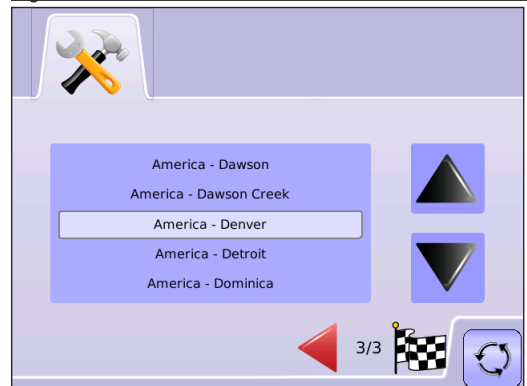 America - Dawson
America - Dawson Creek
America - Denver
America - Detroit
America - Dominica
3/3